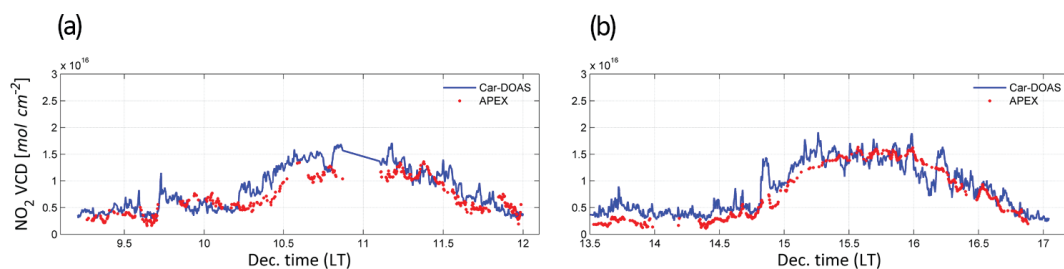 (a)
(b)
x 10^16
x 10^16
3
2.5
2
1.5
1
0.5
0
NO2 VCD [mol cm-2]
Car-DOAS
APEX
9.5 10 10.5 11 11.5 12
Dec. time (LT)
3
2.5
2
1.5
1
0.5
0
Car-DOAS
APEX
13.5 14 14.5 15 15.5 16 16.5 17
Dec. time (LT)